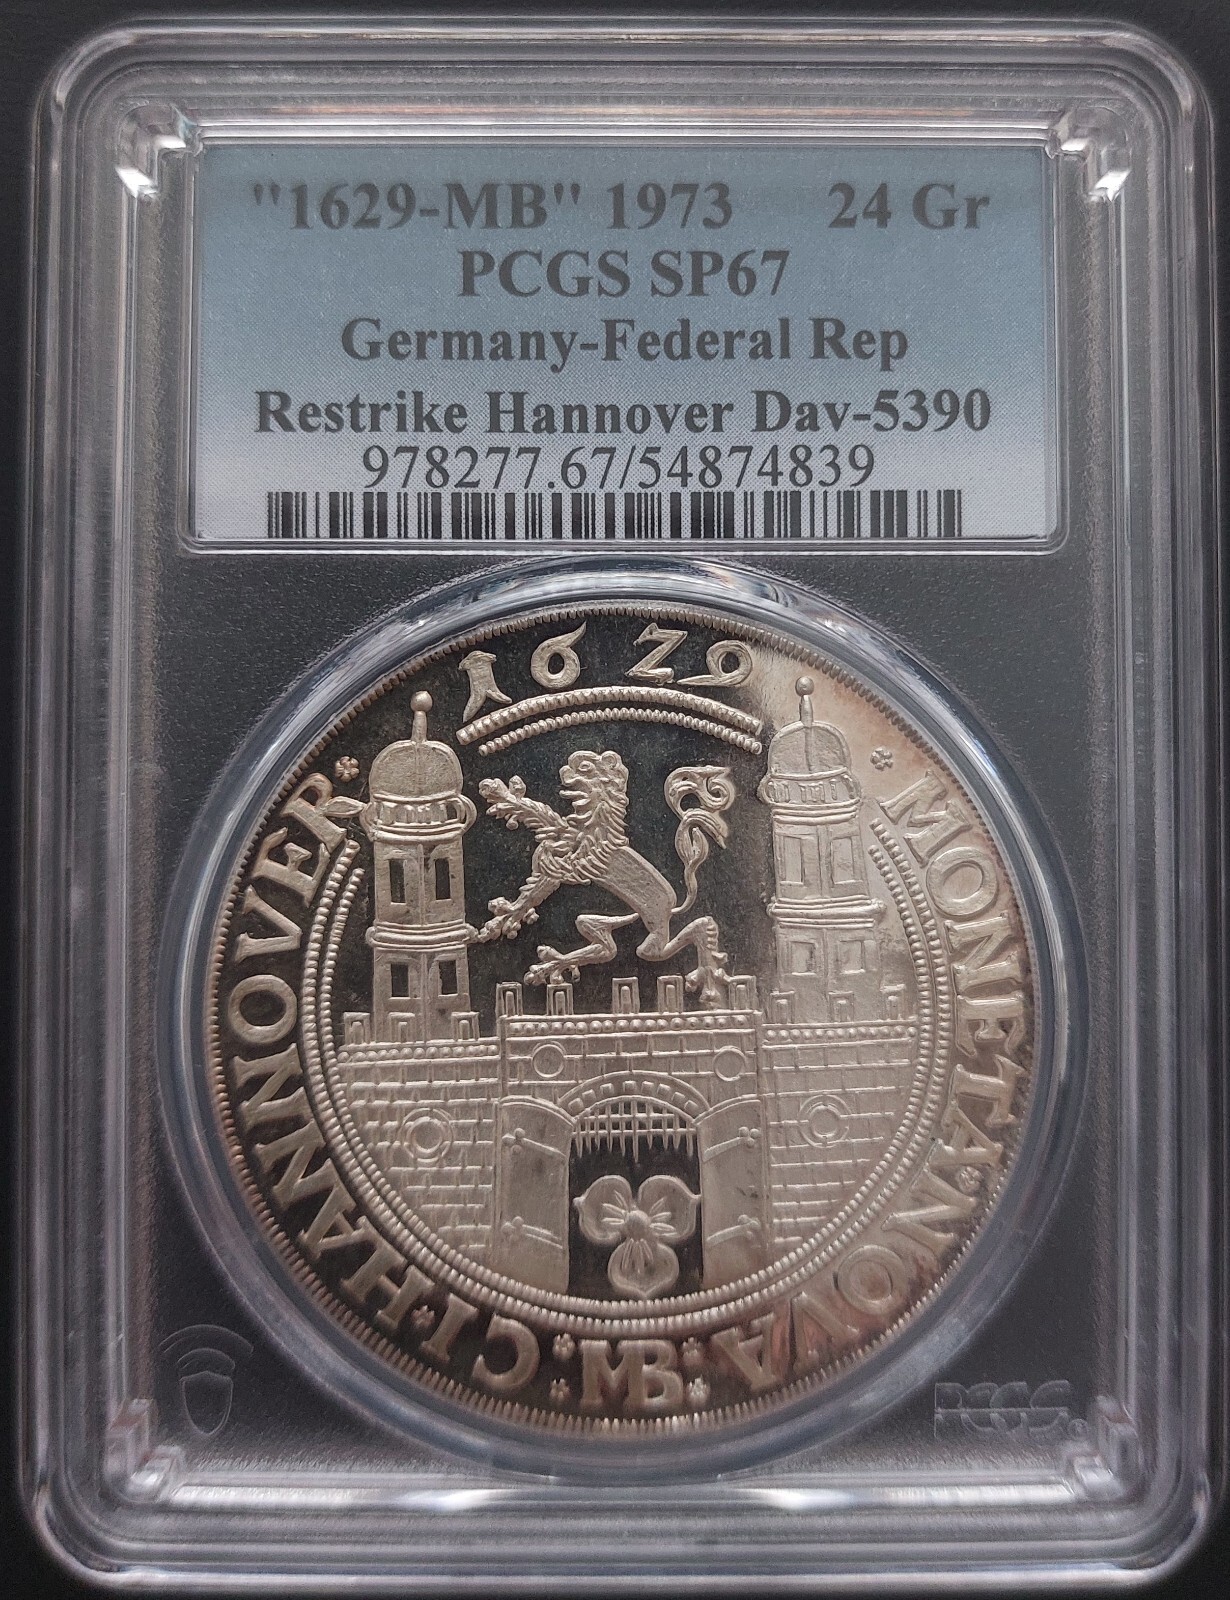 "1629-MB" 1973 24 Gr
PCGS SP67
Germany-Federal Rep
Restrike Hannover Dav-5390
978277.67/54874839
1629
MONETA·NOVA
MB
CI·HANNNOVER
PCGS